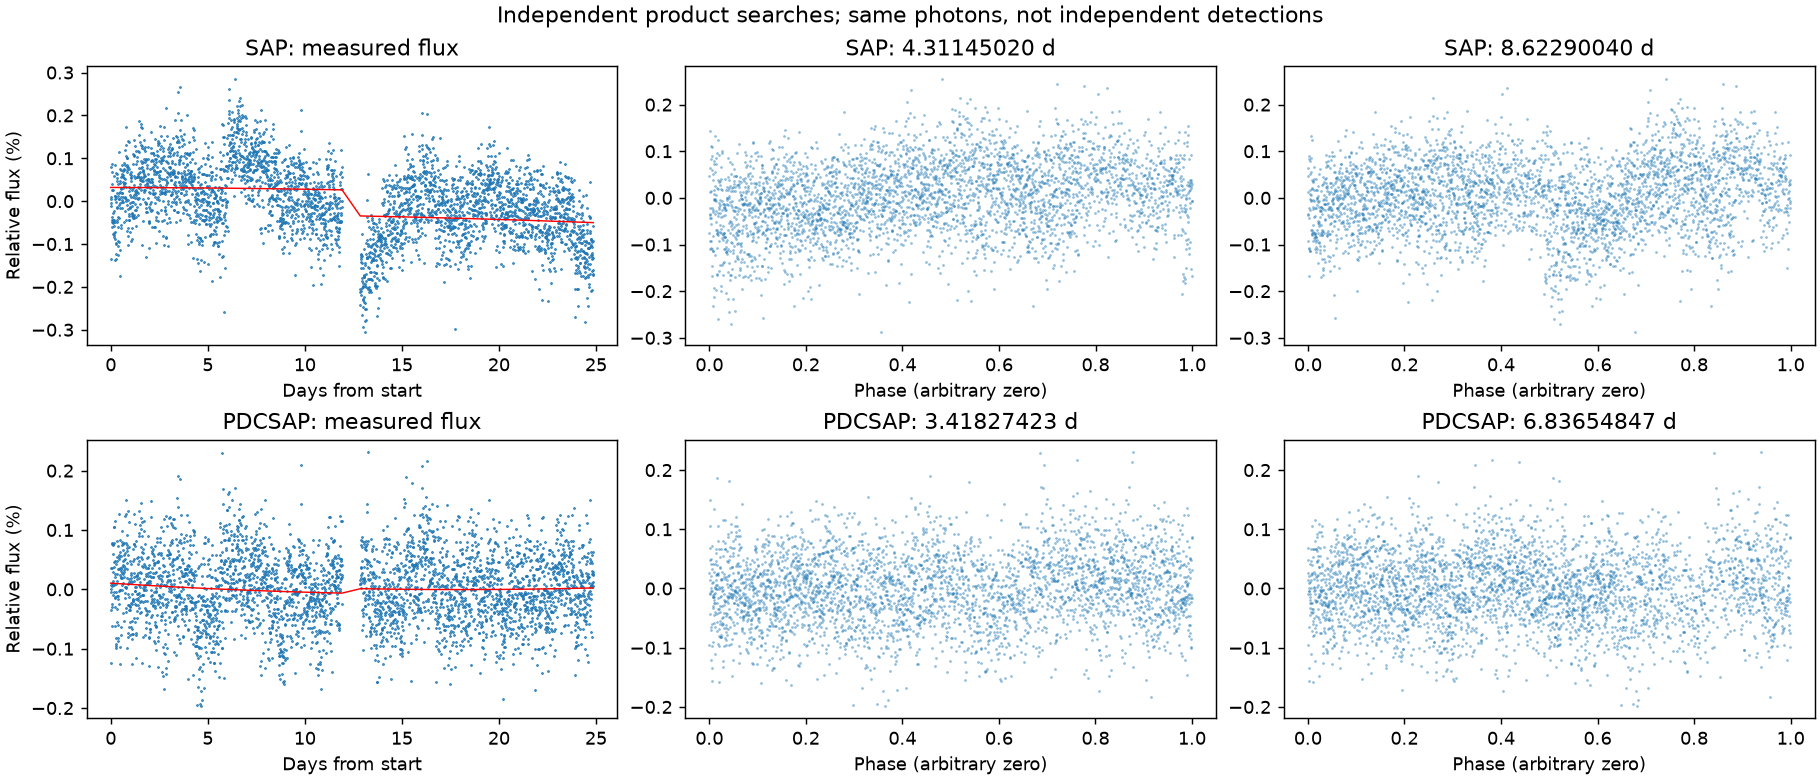 Independent product searches; same photons, not independent detections
SAP: measured flux
SAP: 4.31145020 d
SAP: 8.62290040 d
Relative flux (%)
0.3
0.2
0.1
0.0
−0.1
−0.2
−0.3
0 5 10 15 20 25
Days from start
0.2
0.1
0.0
−0.1
−0.2
−0.3
0.0 0.2 0.4 0.6 0.8 1.0
Phase (arbitrary zero)
0.2
0.1
0.0
−0.1
−0.2
−0.3
0.0 0.2 0.4 0.6 0.8 1.0
Phase (arbitrary zero)
PDCSAP: measured flux
PDCSAP: 3.41827423 d
PDCSAP: 6.83654847 d
Relative flux (%)
0.2
0.1
0.0
−0.1
−0.2
0 5 10 15 20 25
Days from start
0.2
0.1
0.0
−0.1
−0.2
0.0 0.2 0.4 0.6 0.8 1.0
Phase (arbitrary zero)
0.2
0.1
0.0
−0.1
−0.2
0.0 0.2 0.4 0.6 0.8 1.0
Phase (arbitrary zero)